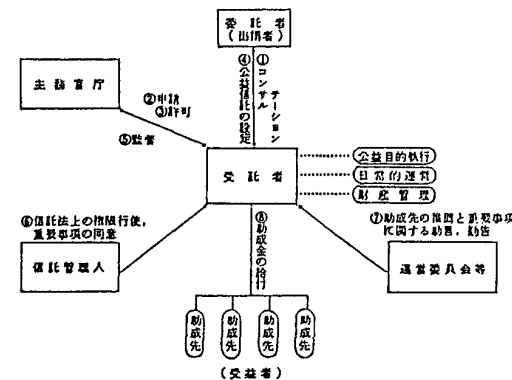 委託者
(出捐者)
④公益信託の設定
①コンサルテーション
主務官庁
②申請
③許可
⑤監督
受託者
公益目的執行
日常的運営
財産管理
⑥信託法上の権限行使,
重要事項の同意
⑧助成金の給付
⑦助成先の推薦と重要事項
に関する助言、勧告
信託管理人
運営委員会等
助成先
助成先
助成先
助成先
(受益者)